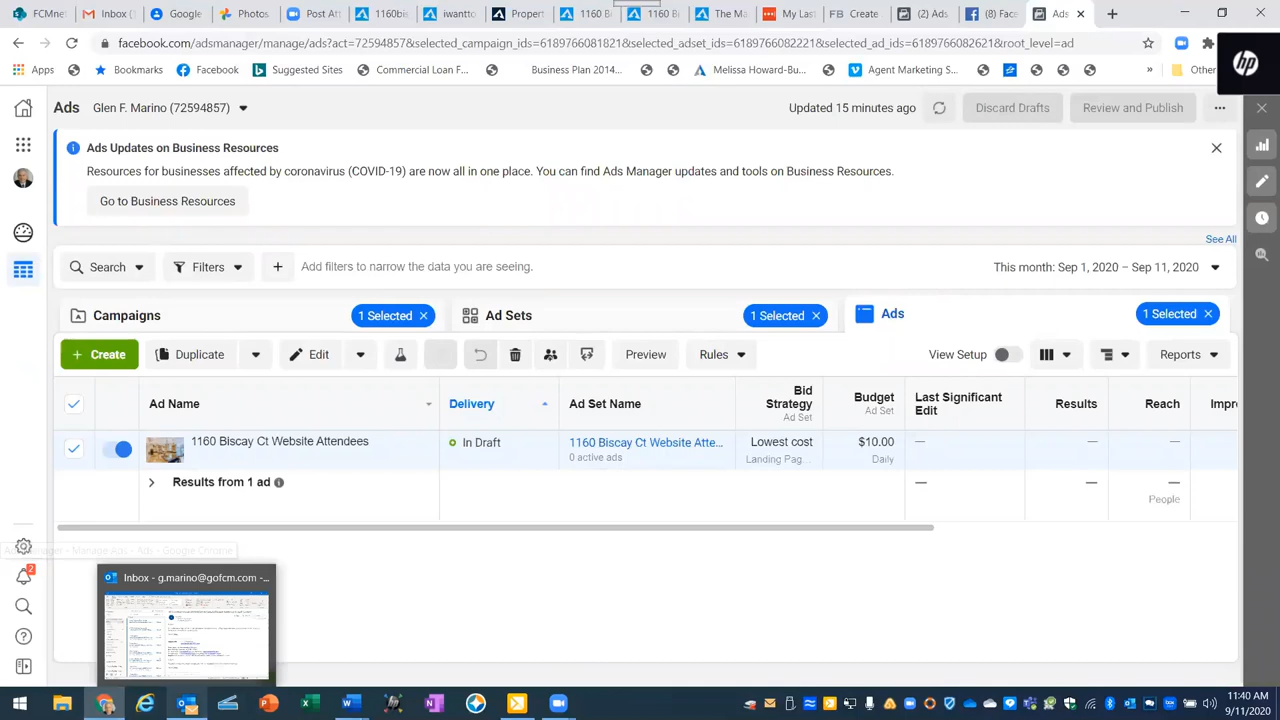 FCMnet
Inbox (
Google
Photos
Post Att
1160bi
iwantto
Propert
1160 B
1160 B
The Ma
My Last
Create
(2) Ads
(8) Face
Ads
facebook.com/adsmanager/manage/ads?act=72594857&selected_campaign_ids=6189766081821&selected_adset_ids=6189766082221&selected_ad_ids=6189766082621&root_level=ad
Apps
Bookmarks
Facebook
Suggested Sites
Commercial Loan For...
Business Plan 2014...
Melissa Howard-Bu...
Agent Marketing S...
»
Other
hp
Ads
Glen F. Marino (72594857)
Updated 15 minutes ago
Discard Drafts
Review and Publish
Ads Updates on Business Resources
Resources for businesses affected by coronavirus (COVID-19) are now all in one place. You can find Ads Manager updates and tools on Business Resources.
Go to Business Resources
See All
Search
Filters
Add filters to narrow the data you are seeing.
This month: Sep 1, 2020 – Sep 11, 2020
Campaigns
1 Selected
Ad Sets
1 Selected
Ads
1 Selected
+ Create
Duplicate
Edit
Preview
Rules
View Setup
Reports
Ad Name
Delivery
Ad Set Name
Bid Strategy
Ad Set
Budget
Ad Set
Last Significant Edit
Results
Reach
Impre
1160 Biscay Ct Website Attendees
In Draft
1160 Biscay Ct Website Atte...
0 active ads
Lowest cost
Landing Pag...
$10.00
Daily
—
—
—
Results from 1 ad
—
—
—
People
Manage Ads - Ads - Google Chrome
2
Inbox - g.marino@gofcm.com -...
11:40 AM
9/11/2020